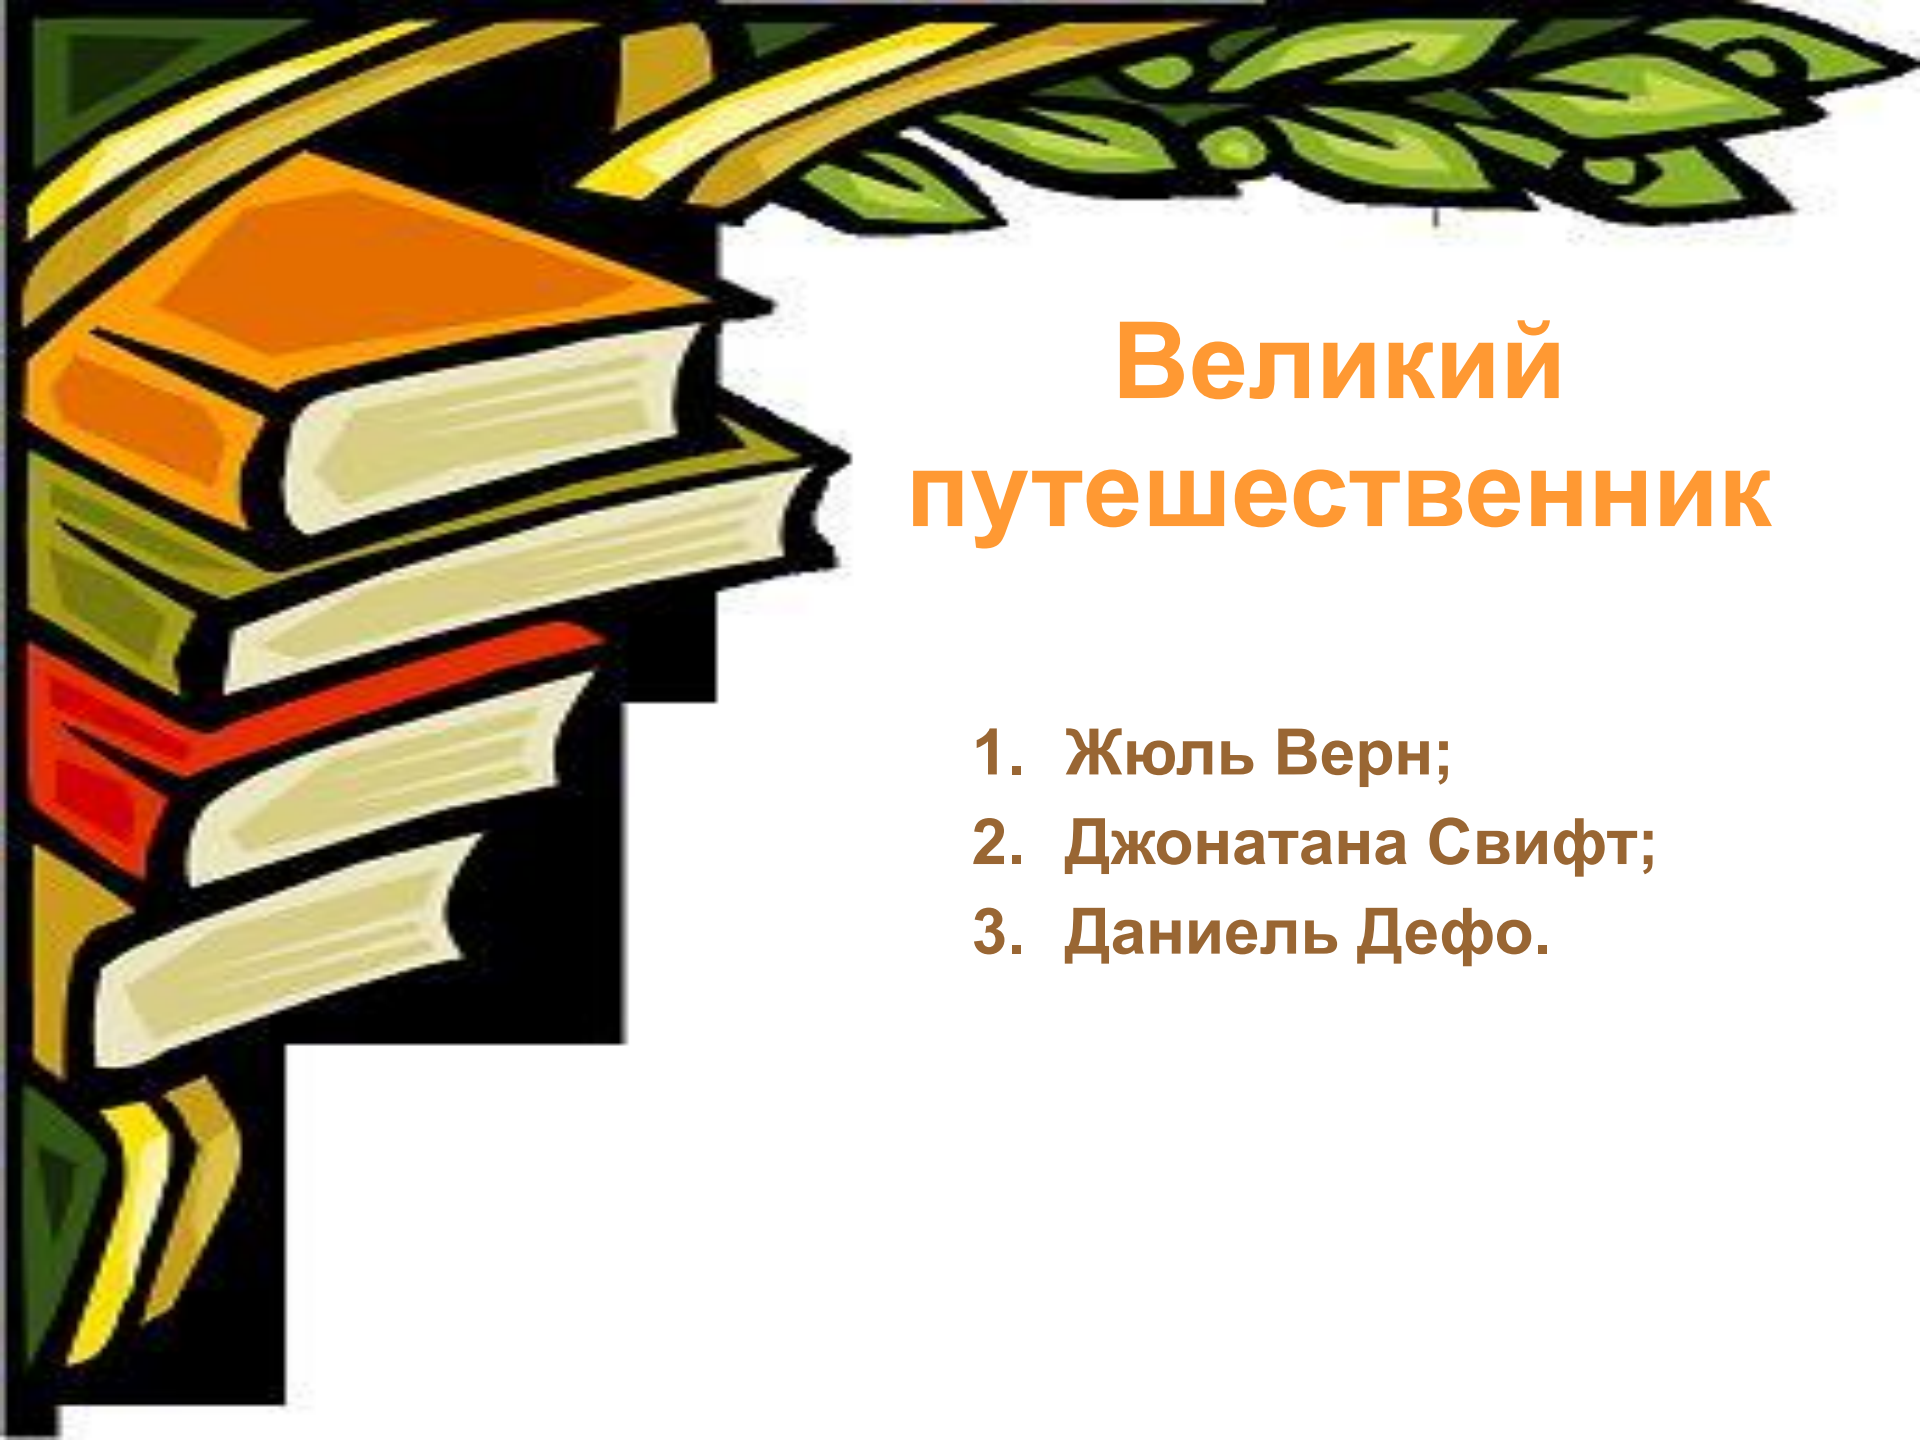 Великий
путешественник
1. Жюль Верн;
2. Джонатана Свифт;
3. Даниель Дефо.